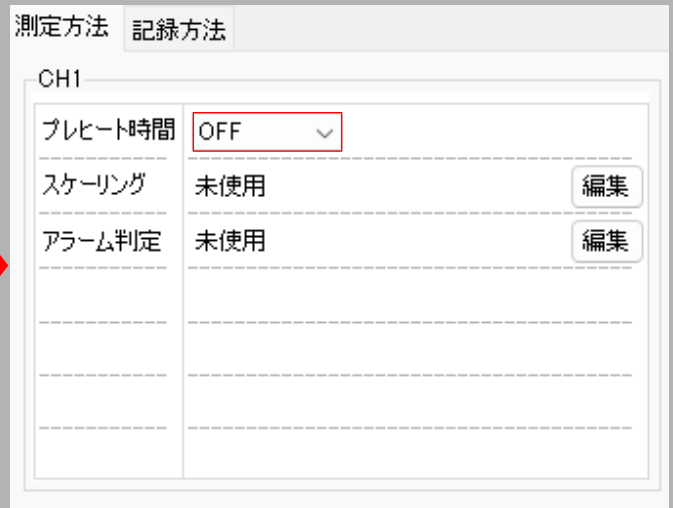 測定方法 記録方法
CH1
プレヒート時間 OFF
スケーリング 未使用 編集
アラーム判定 未使用 編集